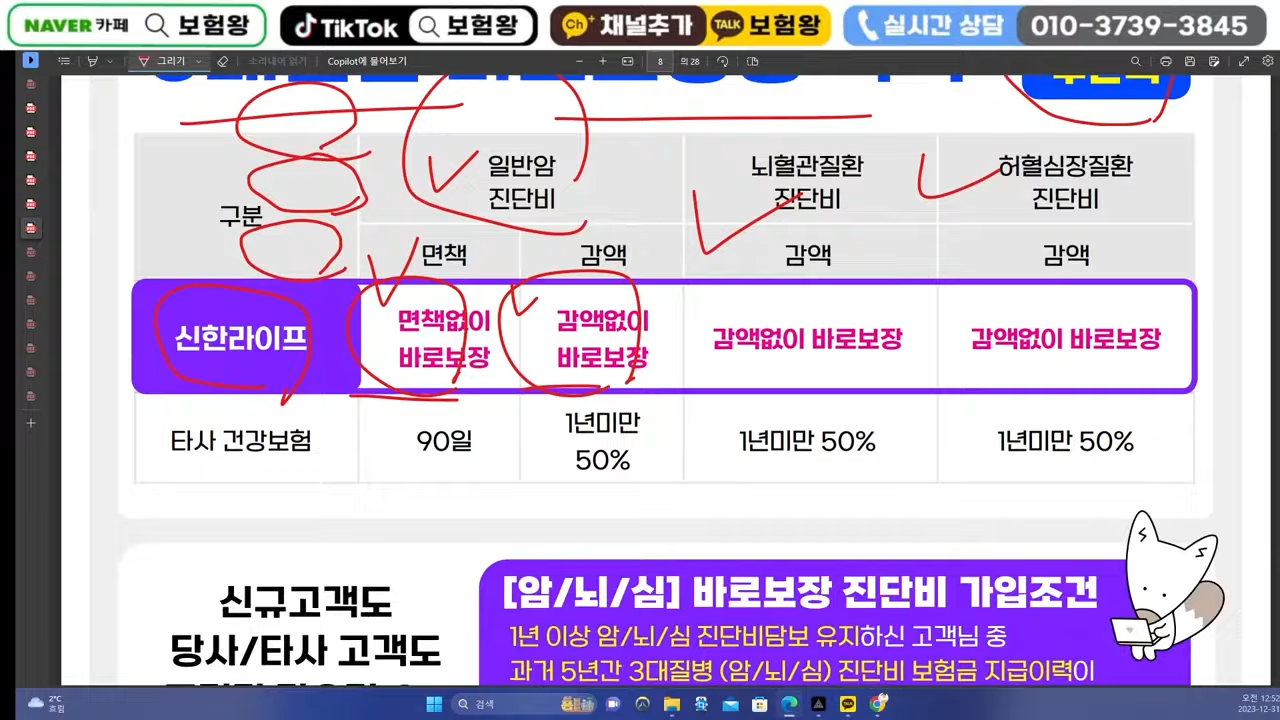 NAVER 카페 보험왕 TikTok 보험왕 Ch+ 채널추가 TALK 보험왕 실시간 상담 010-3739-3845
그리기 소리내어 읽기 Copilot에 물어보기 8 의 28
구분
일반암
진단비
뇌혈관질환
진단비
허혈심장질환
진단비
면책 감액 감액 감액
신한라이프
면책없이
바로보장
감액없이
바로보장
감액없이 바로보장
감액없이 바로보장
타사 건강보험
90일
1년미만
50%
1년미만 50%
1년미만 50%
신규고객도
당사/타사 고객도
[암/뇌/심] 바로보장 진단비 가입조건
1년 이상 암/뇌/심 진단비담보 유지하신 고객님 중
과거 5년간 3대질병 (암/뇌/심) 진단비 보험금 지급이력이
2°C
흐림
검색
오전 12:52
2023-12-31